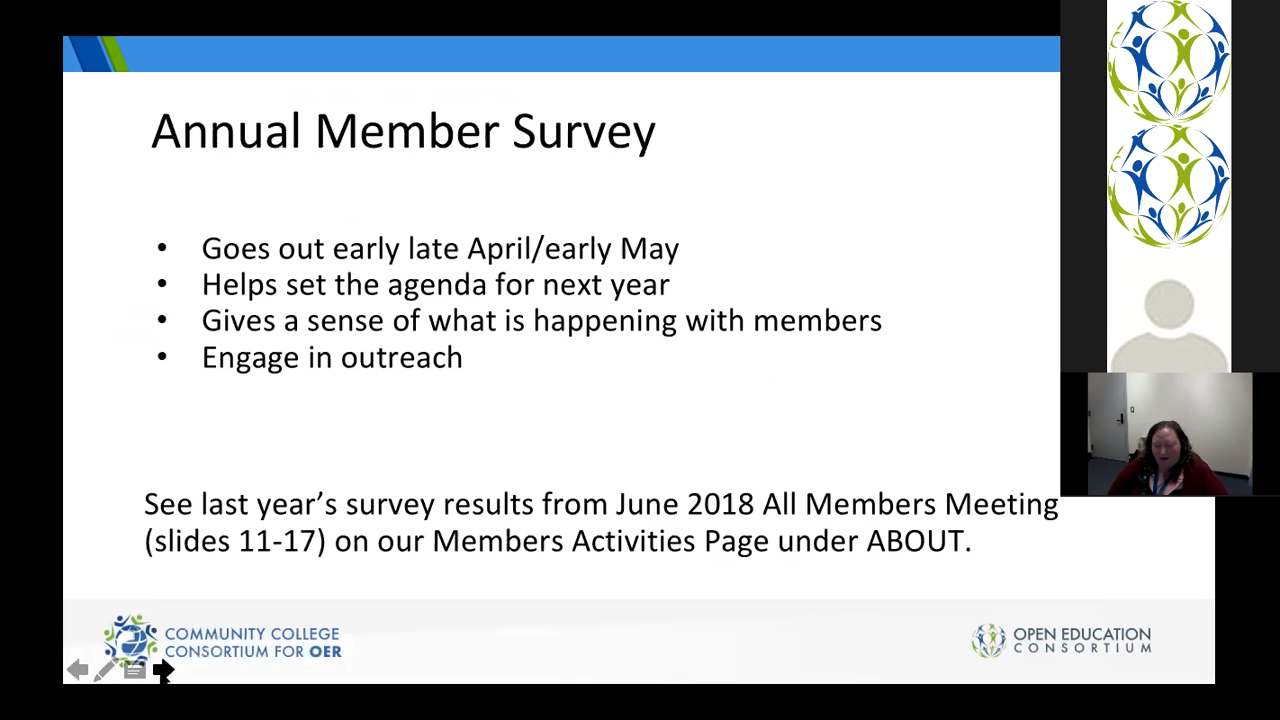 Annual Member Survey
• Goes out early late April/early May
• Helps set the agenda for next year
• Gives a sense of what is happening with members
• Engage in outreach
See last year’s survey results from June 2018 All Members Meeting
(slides 11-17) on our Members Activities Page under ABOUT.
COMMUNITY COLLEGE
CONSORTIUM FOR OER
OPEN EDUCATION
CONSORTIUM